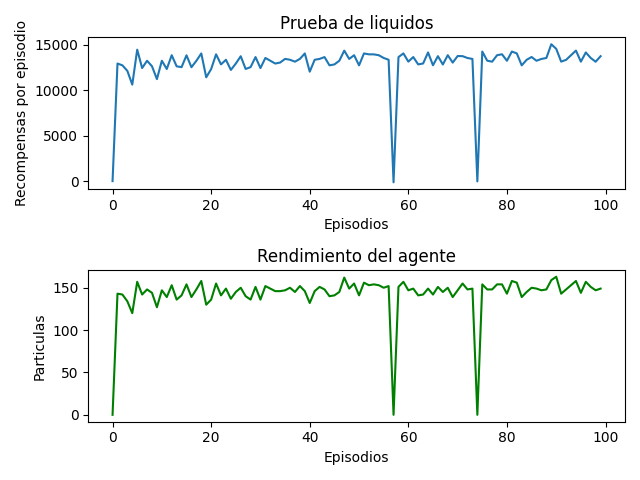 Prueba de liquidos
Recompensas por episodio
15000
10000
5000
0
0 20 40 60 80 100
Episodios
Rendimiento del agente
Particulas
150
100
50
0
0 20 40 60 80 100
Episodios